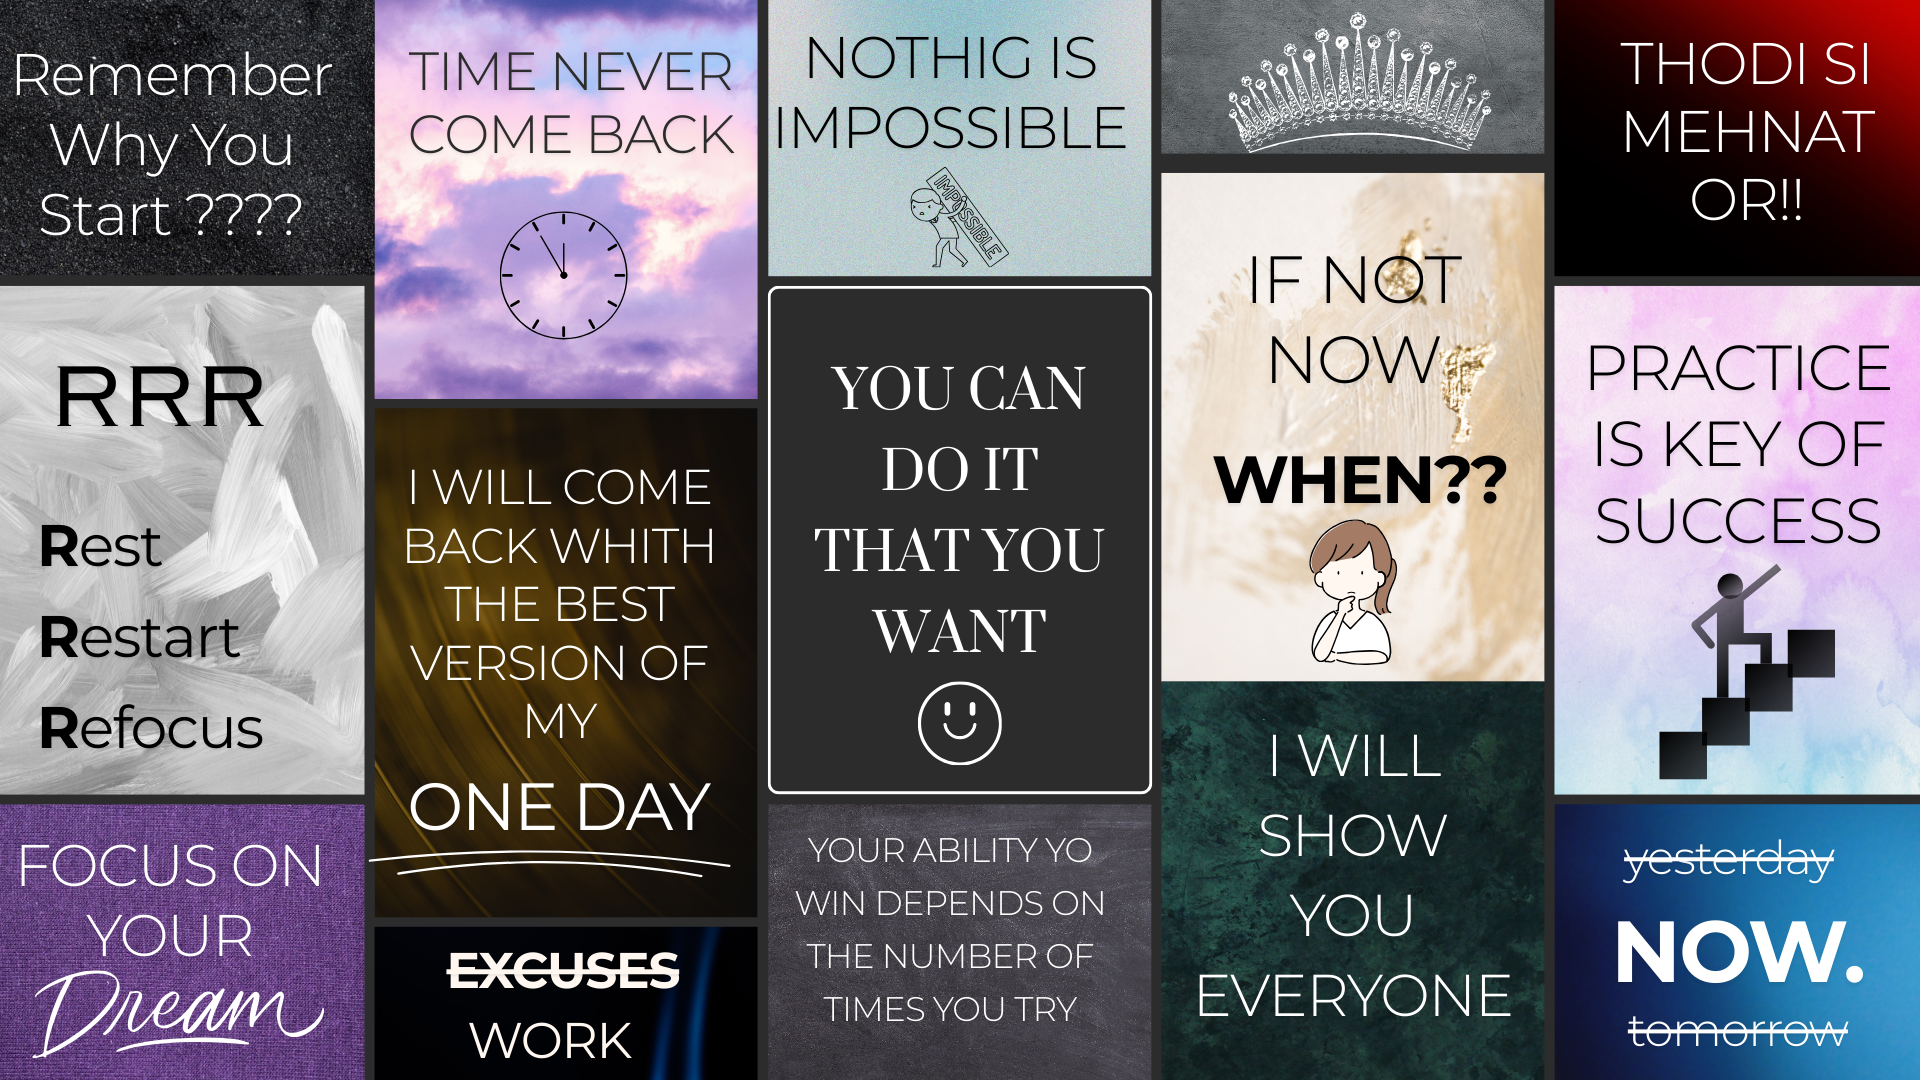 Remember
Why You
Start ????
RRR
Rest
Restart
Refocus
FOCUS ON
YOUR
Dream
TIME NEVER
COME BACK
I WILL COME
BACK WHITH
THE BEST
VERSION OF
MY
ONE DAY
EXCUSES
WORK
NOTHIG IS
IMPOSSIBLE
IMPOSSIBLE
YOU CAN
DO IT
THAT YOU
WANT
YOUR ABILITY YO
WIN DEPENDS ON
THE NUMBER OF
TIMES YOU TRY
IF NOT
NOW
WHEN??
I WILL
SHOW
YOU
EVERYONE
THODI SI
MEHNAT
OR!!
PRACTICE
IS KEY OF
SUCCESS
yesterday
NOW.
tomorrow